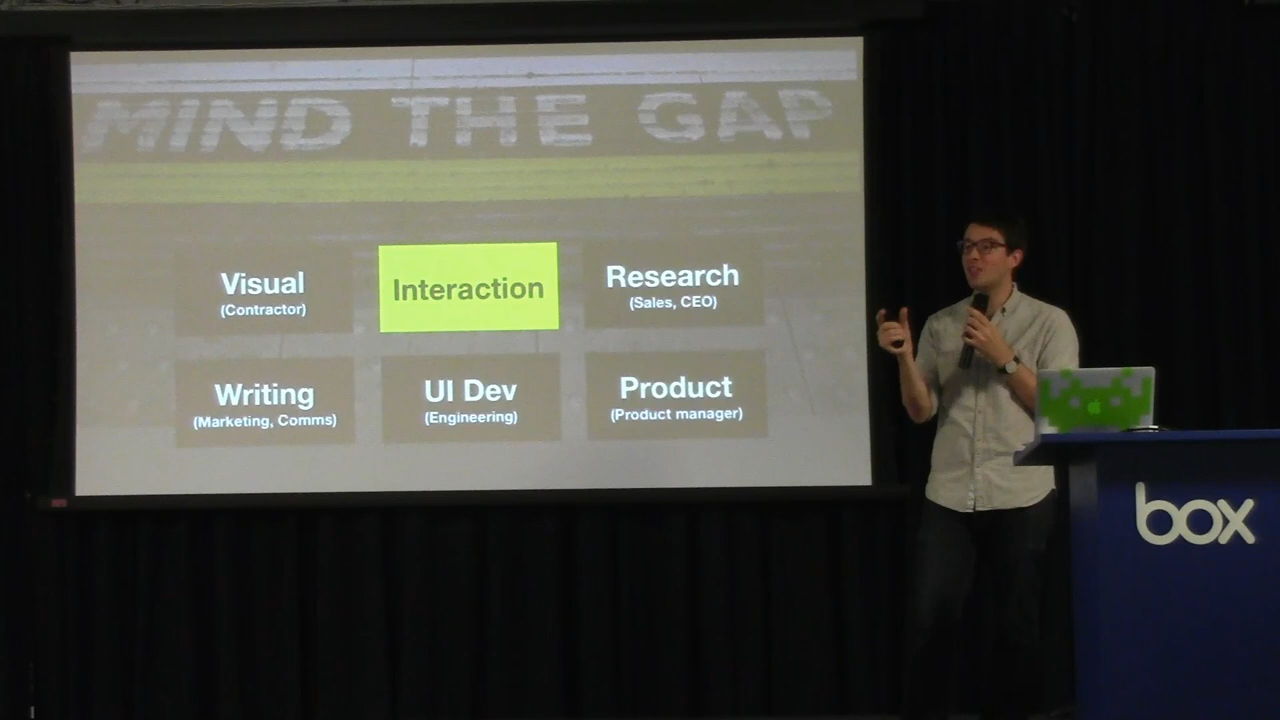 MIND THE GAP
Visual
(Contractor)
Interaction
Research
(Sales, CEO)
Writing
(Marketing, Comms)
UI Dev
(Engineering)
Product
(Product manager)
box